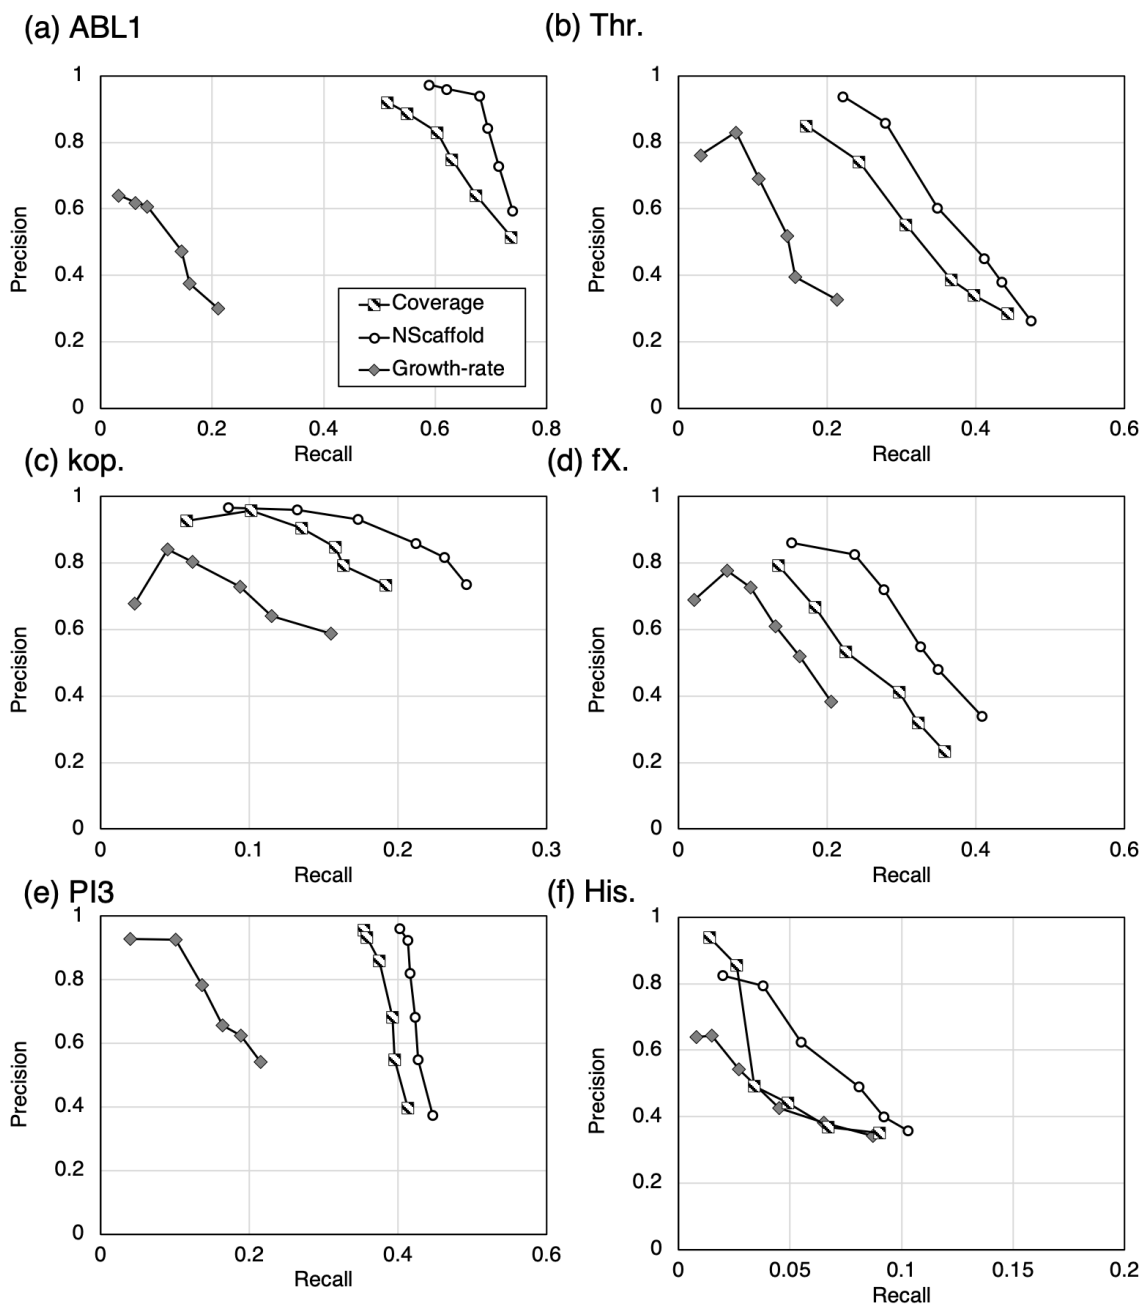 (a) ABL1
1
0.8
0.6
0.4
0.2
0
Precision
0 0.2 0.4 0.6 0.8
Recall
Coverage
NScaffold
Growth-rate
(b) Thr.
1
0.8
0.6
0.4
0.2
0
Precision
0 0.2 0.4 0.6
Recall
(c) kop.
1
0.8
0.6
0.4
0.2
0
Precision
0 0.1 0.2 0.3
Recall
(d) fX.
1
0.8
0.6
0.4
0.2
0
Precision
0 0.2 0.4 0.6
Recall
(e) PI3
1
0.8
0.6
0.4
0.2
0
Precision
0 0.2 0.4 0.6
Recall
(f) His.
1
0.8
0.6
0.4
0.2
0
Precision
0 0.05 0.1 0.15 0.2
Recall